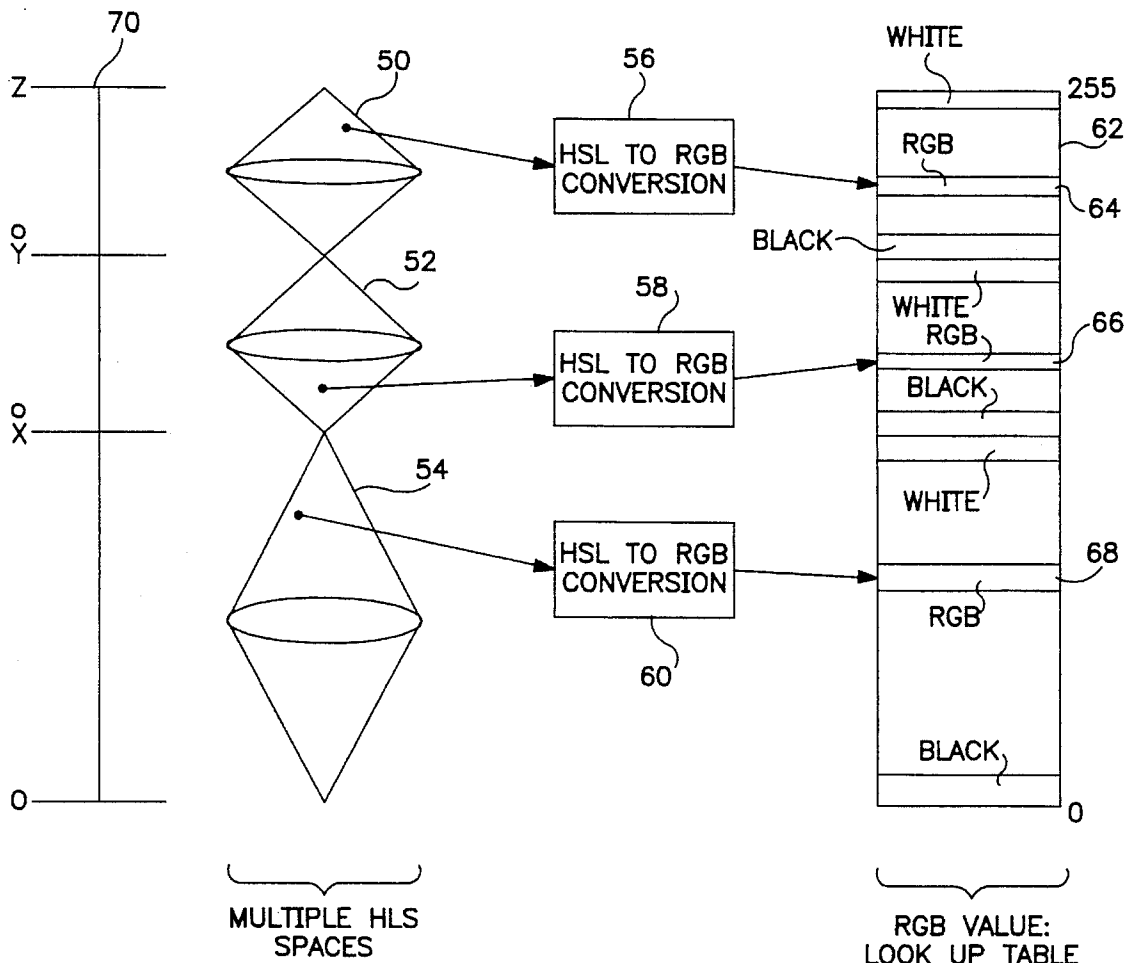 70
Z
O
Y
O
X
O
50
52
54
56
HSL TO RGB
CONVERSION
58
HSL TO RGB
CONVERSION
HSL TO RGB
CONVERSION
60
WHITE
255
62
RGB
64
BLACK
WHITE
RGB
66
BLACK
WHITE
68
RGB
BLACK
0
MULTIPLE HLS
SPACES
RGB VALUE:
LOOK UP TABLE